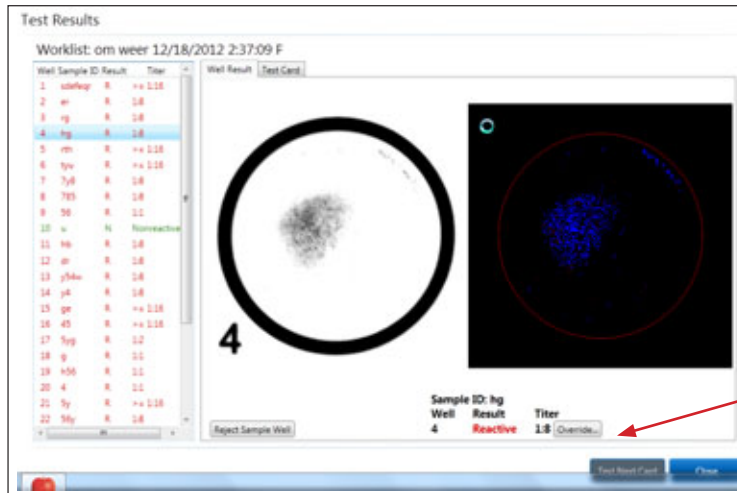 Test Results
Worklist: om weer 12/18/2012 2:37:09 F
Well Sample ID Result Titer
Well Result Test Card
1 sdefeqr R >= 1:16
2 er R 1:8
3 rg R 1:8
4 hg R 1:8
5 rth R >= 1:16
6 tyu R >= 1:16
7 7y8 R 1:8
8 785 R 1:8
9 56 R 1:1
10 u N Nonreactive
11 hb R 1:8
12 dr R 1:8
13 y54w R 1:8
14 y4 R 1:8
15 ge R >= 1:16
16 45 R >= 1:16
17 5yg R 1:2
18 g R 1:1
19 h56 R 1:1
20 4 R 1:1
21 5y R >= 1:16
22 56y R 1:8
4
Sample ID: hg
Well Result Titer
4 Reactive 1:8 Override...
Reject Sample Well
Test Next Card Close